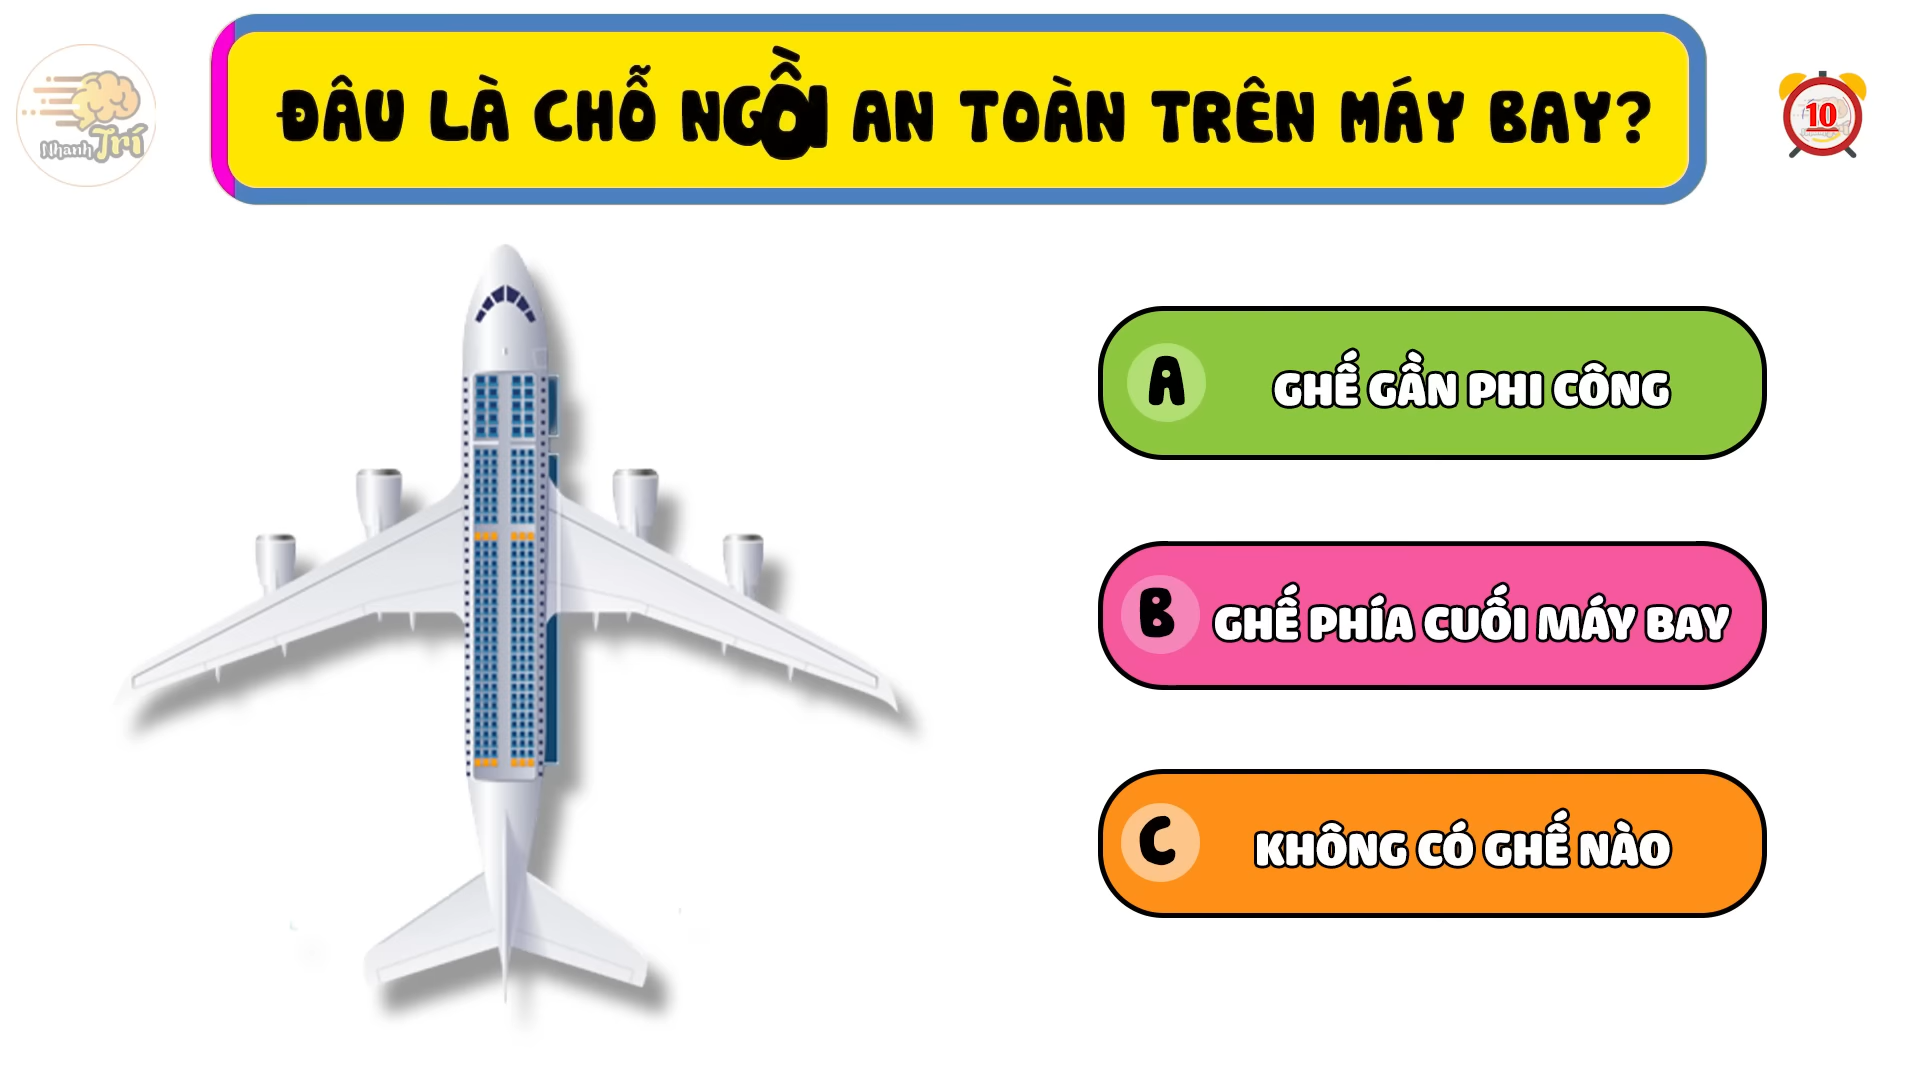 Nhanh Trí
ĐÂU LÀ CHỖ NGỒI AN TOÀN TRÊN MÁY BAY?
10
A GHẾ GẦN PHI CÔNG
B GHẾ PHÍA CUỐI MÁY BAY
C KHÔNG CÓ GHẾ NÀO